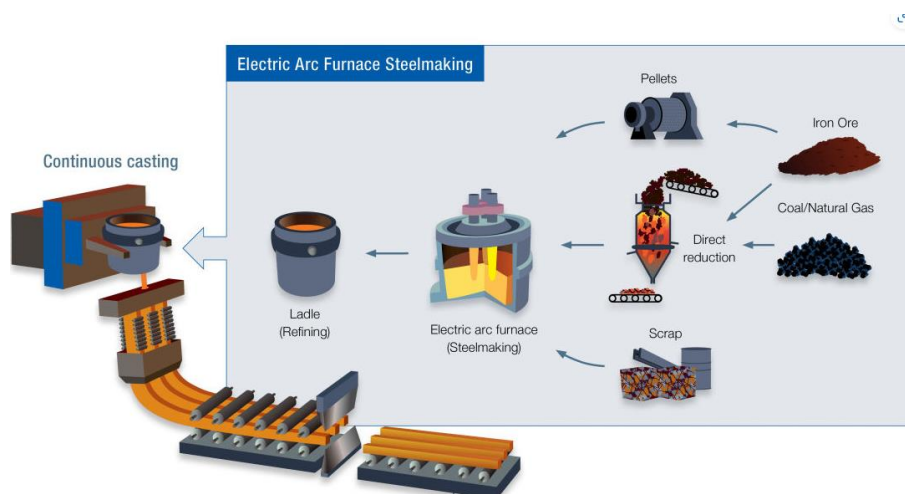 Electric Arc Furnace Steelmaking
Pellets
Iron Ore
Continuous casting
Coal/Natural Gas
Direct
reduction
Ladle
(Refining)
Electric arc furnace
(Steelmaking)
Scrap